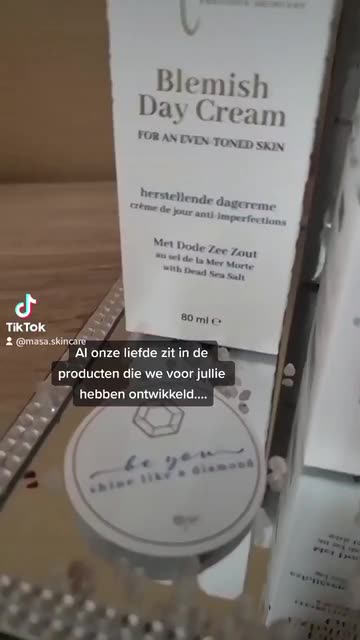 Blemish
Day Cream
FOR AN EVEN-TONED SKIN
herstellende dagcreme
crème de jour anti-imperfections
Met Dode Zee Zout
au sel de la Mer Morte
with Dead Sea Salt
80 ml e
TikTok
@masa.skincare
Al onze liefde zit in de
producten die we voor jullie
hebben ontwikkeld....
be you
shine like a diamond